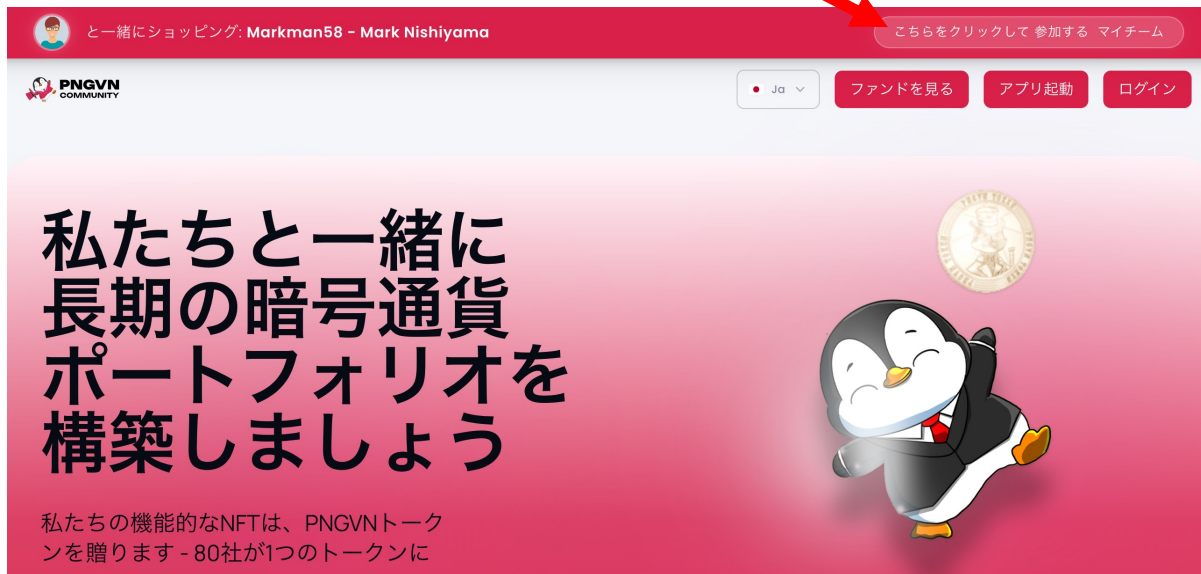 と一緒にショッピング: Markman58 - Mark Nishiyama
こちらをクリックして 参加する マイチーム
PNGVN
COMMUNITY
Ja
ファンドを見る
アプリ起動
ログイン
私たちと一緒に
長期の暗号通貨
ポートフォリオを
構築しましょう
私たちの機能的なNFTは、PNGVNトーク
ンを贈ります - 80社が1つのトークンに